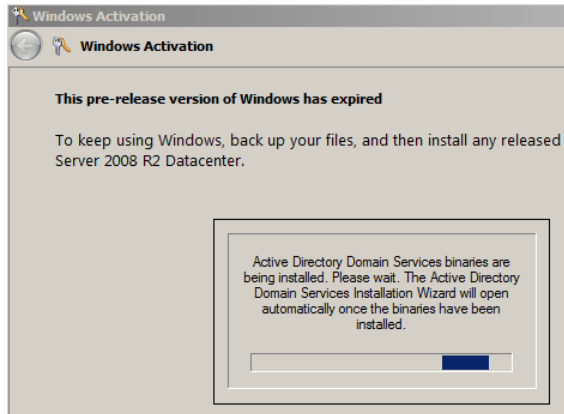 Windows Activation
Windows Activation
This pre-release version of Windows has expired
To keep using Windows, back up your files, and then install any released
Server 2008 R2 Datacenter.
Active Directory Domain Services binaries are
being installed. Please wait. The Active Directory
Domain Services Installation Wizard will open
automatically once the binaries have been
installed.